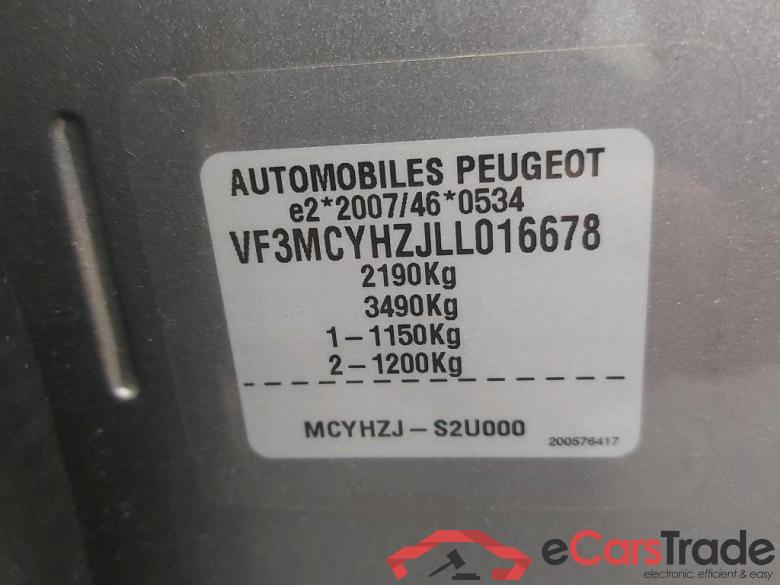 AUTOMOBILES PEUGEOT
e2*2007/46*0534
VF3MCYHZJLL016678
2190Kg
3490Kg
1-1150Kg
2-1200Kg
MCYHZJ-S2U000
200576417
eCarsTrade
electronic, efficient & easy